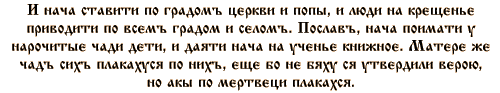 И нача ставити по градомъ церкви и попы, и люди на крещенье
приводити по всемъ градом и селомъ. Пославъ, нача поимати у
нарочитые чади дети, и даяти нача на ученье книжное. Матере же
чадъ сихъ плакахуся по нихъ, еще бо не бяху ся утвердили верою,
но акы по мертвеци плакахся.